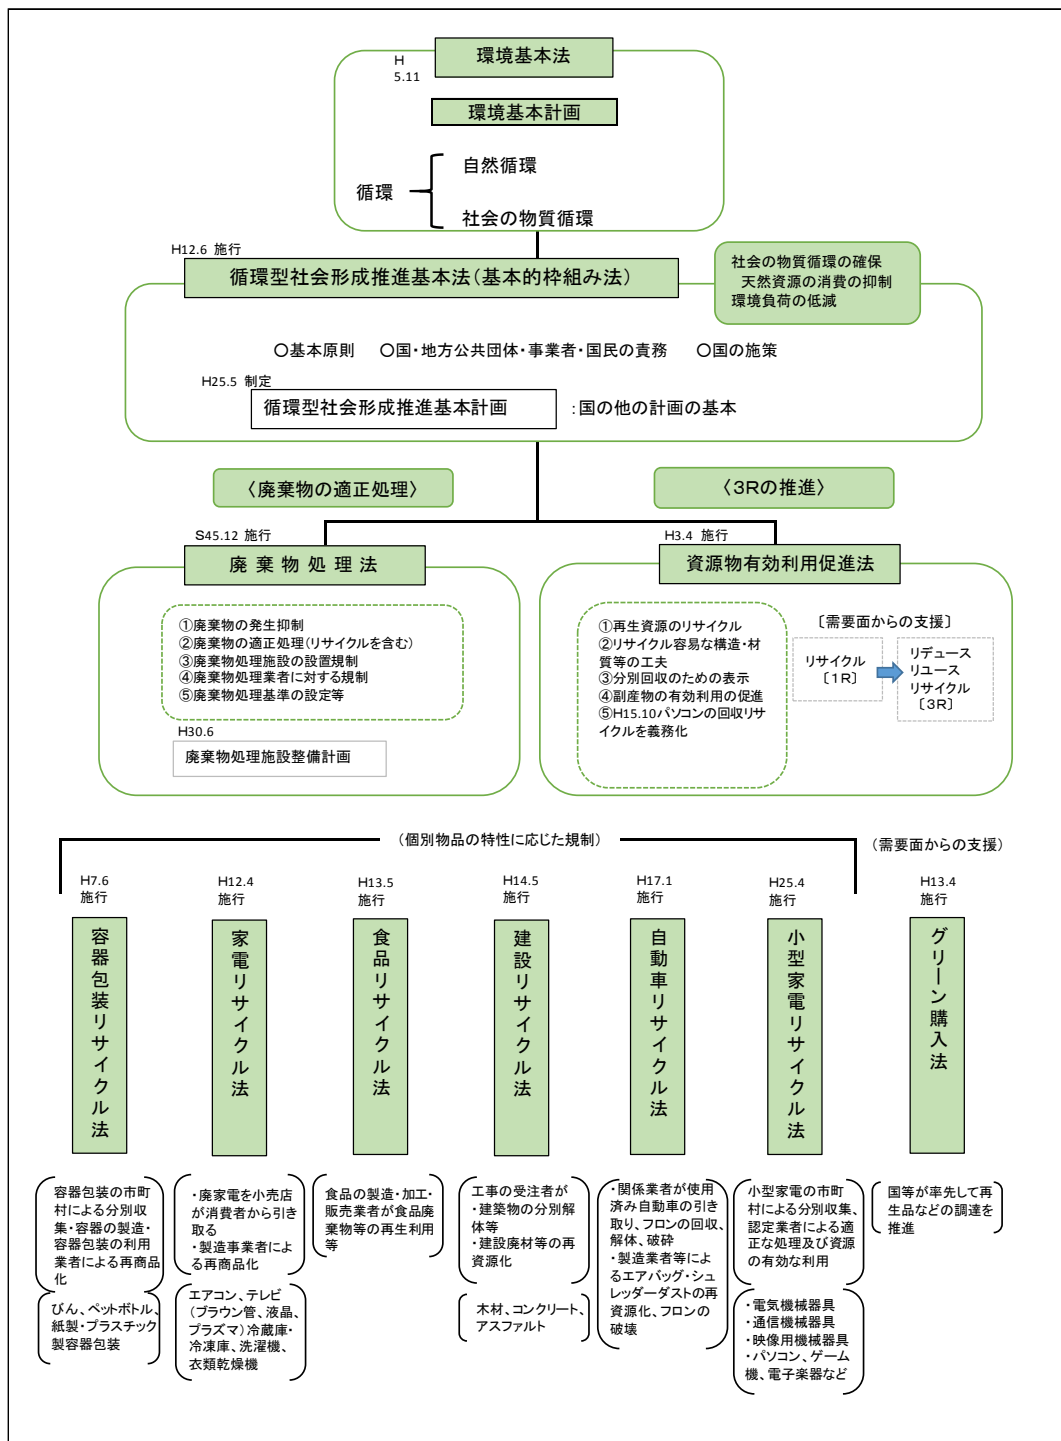 H
5.11
環境基本法
環境基本計画
循環
自然循環
社会の物質循環
H12.6 施行
循環型社会形成推進基本法(基本的枠組み法)
社会の物質循環の確保
天然資源の消費の抑制
環境負荷の低減
○基本原則 ○国・地方公共団体・事業者・国民の責務 ○国の施策
H25.5 制定
循環型社会形成推進基本計画
:国の他の計画の基本
〈廃棄物の適正処理〉
〈3Rの推進〉
S45.12 施行
廃棄物処理法
①廃棄物の発生抑制
②廃棄物の適正処理(リサイクルを含む)
③廃棄物処理施設の設置規制
④廃棄物処理業者に対する規制
⑤廃棄物処理基準の設定等
H30.6
廃棄物処理施設整備計画
H3.4 施行
資源物有効利用促進法
①再生資源のリサイクル
②リサイクル容易な構造・材
質等の工夫
③分別回収のための表示
④副産物の有効利用の促進
⑤H15.10パソコンの回収リサ
イクルを義務化
〔需要面からの支援〕
リサイクル
〔1R〕
リデュース
リユース
リサイクル
〔3R〕
(個別物品の特性に応じた規制)
(需要面からの支援)
H7.6
施行
容器包装リサイクル法
容器包装の市町
村による分別収
集・容器の製造・
容器包装の利用
業者による再商品
化
びん、ペットボトル、
紙製・プラスチック
製容器包装
H12.4
施行
家電リサイクル法
・廃家電を小売店
が消費者から引き
取る
・製造事業者によ
る再商品化
エアコン、テレビ
(ブラウン管、液晶、
プラズマ)冷蔵庫・
冷凍庫、洗濯機、
衣類乾燥機
H13.5
施行
食品リサイクル法
食品の製造・加工・
販売業者が食品廃
棄物等の再生利用
等
H14.5
施行
建設リサイクル法
工事の受注者が
・建築物の分別解
体等
・建設廃材等の再
資源化
木材、コンクリート、
アスファルト
H17.1
施行
自動車リサイクル法
・関係業者が使用
済み自動車の引き
取り、フロンの回収、
解体、破砕
・製造業者等によ
るエアバッグ・シュ
レッダーダストの再
資源化、フロンの
破壊
H25.4
施行
小型家電リサイクル法
小型家電の市町
村による分別収集、
認定業者による適
正な処理及び資源
の有効な利用
・電気機械器具
・通信機械器具
・映像用機械器具
・パソコン、ゲーム
機、電子楽器など
H13.4
施行
グリーン購入法
国等が率先して再
生品などの調達を
推進